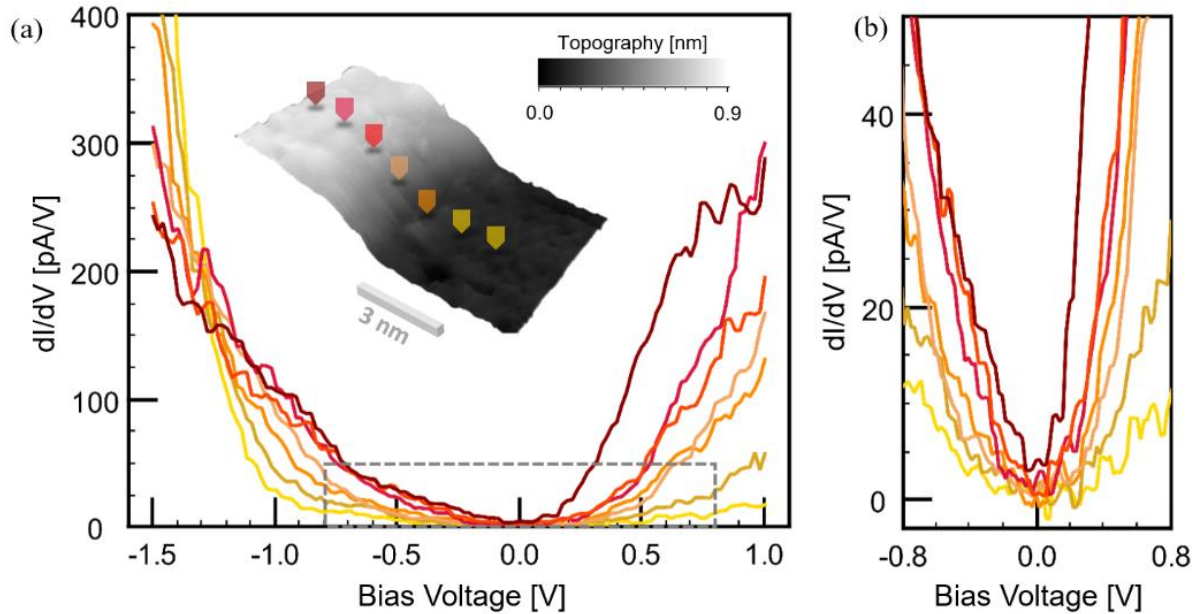 (a)
400
300
200
100
0
dI/dV [pA/V]
-1.5
-1.0
-0.5
0.0
0.5
1.0
Bias Voltage [V]
Topography [nm]
0.0
0.9
3 nm
(b)
40
20
0
dI/dV [pA/V]
-0.8
0.0
0.8
Bias Voltage [V]